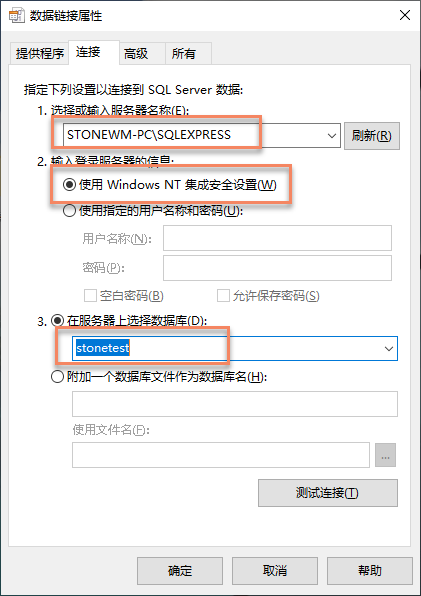 数据链接属性
提供程序 连接 高级 所有
指定下列设置以连接到 SQL Server 数据:
1. 选择或输入服务器名称(E):
STONEWM-PC\SQLEXPRESS 刷新(R)
2. 输入登录服务器的信息:
使用 Windows NT 集成安全设置(W)
使用指定的用户名称和密码(U):
用户名称(N):
密码(P):
空白密码(B) 允许保存密码(S)
3. 在服务器上选择数据库(D):
stonetest
附加一个数据库文件作为数据库名(H):
使用文件名(F):
...
测试连接(T)
确定 取消 帮助